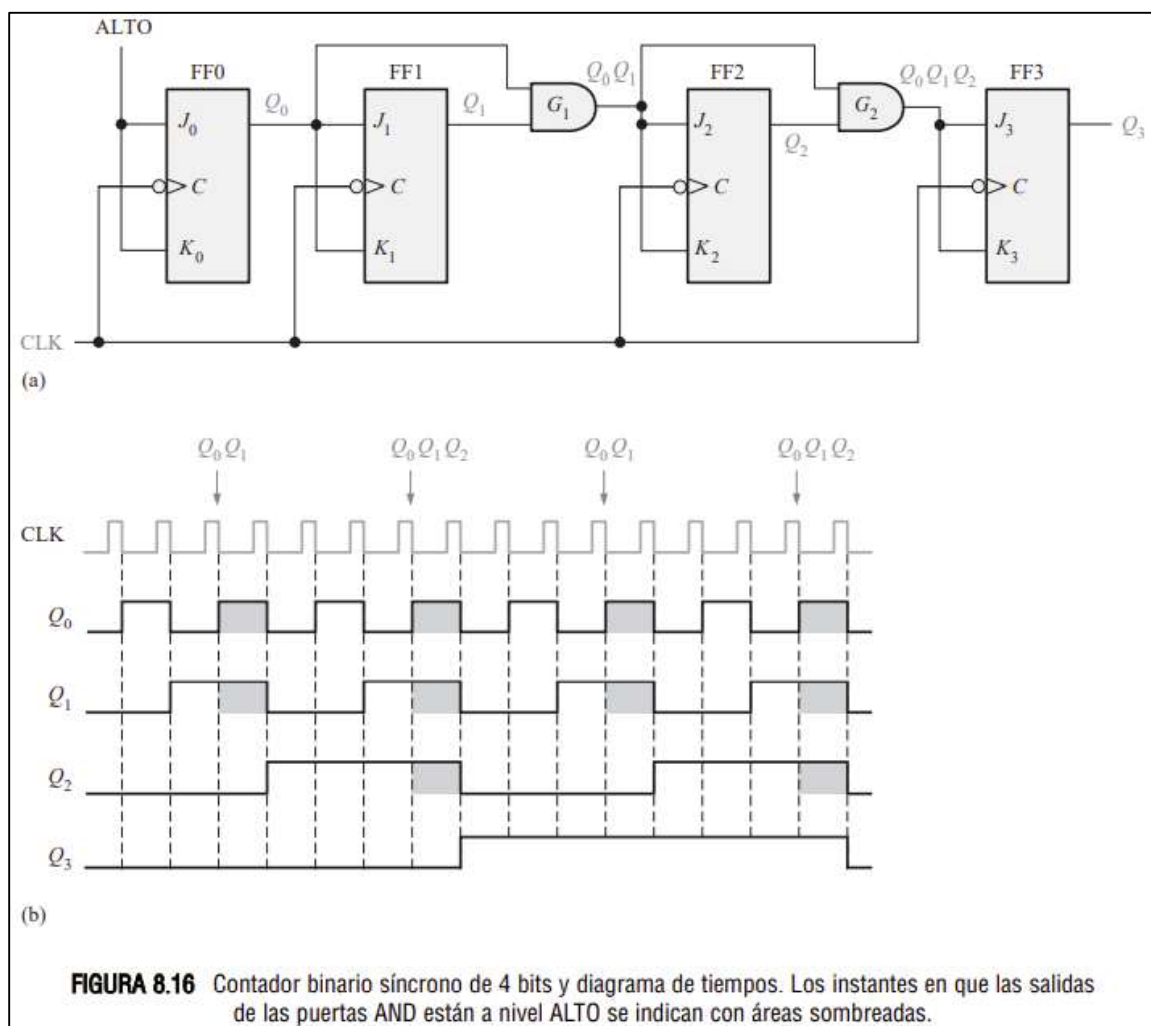 ALTO
FF0 FF1 Q₀Q₁ FF2 Q₀Q₁Q₂ FF3
J₀ Q₀ J₁ Q₁ G₁ J₂ Q₂ G₂ J₃ Q₃
C C C C
K₀ K₁ K₂ K₃
CLK
(a)
Q₀Q₁ Q₀Q₁Q₂ Q₀Q₁ Q₀Q₁Q₂
CLK
Q₀
Q₁
Q₂
Q₃
(b)
FIGURA 8.16 Contador binario síncrono de 4 bits y diagrama de tiempos. Los instantes en que las salidas
de las puertas AND están a nivel ALTO se indican con áreas sombreadas.